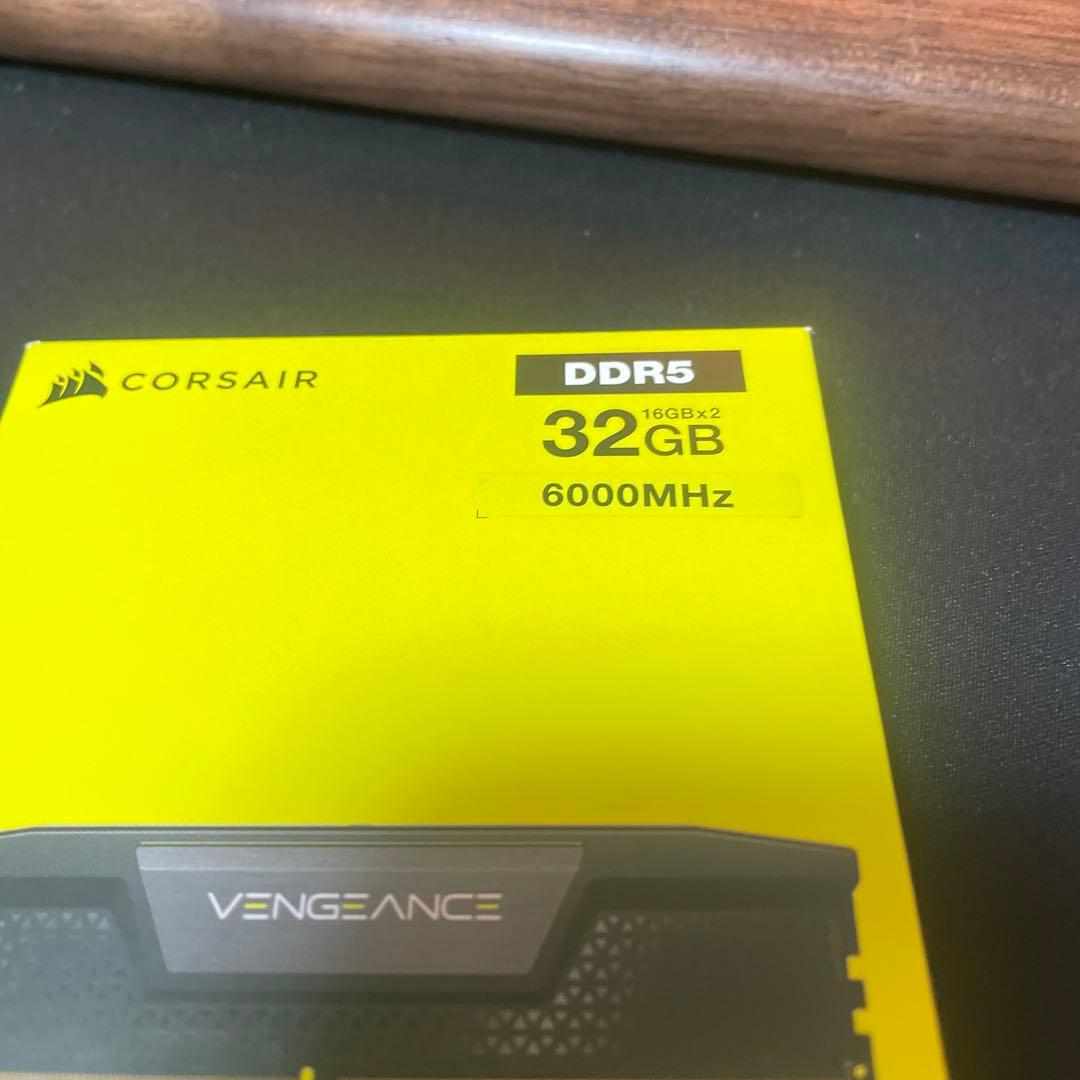 CORSAIR
DDR5
16GBx2
32GB
6000MHz
VENGEANCE